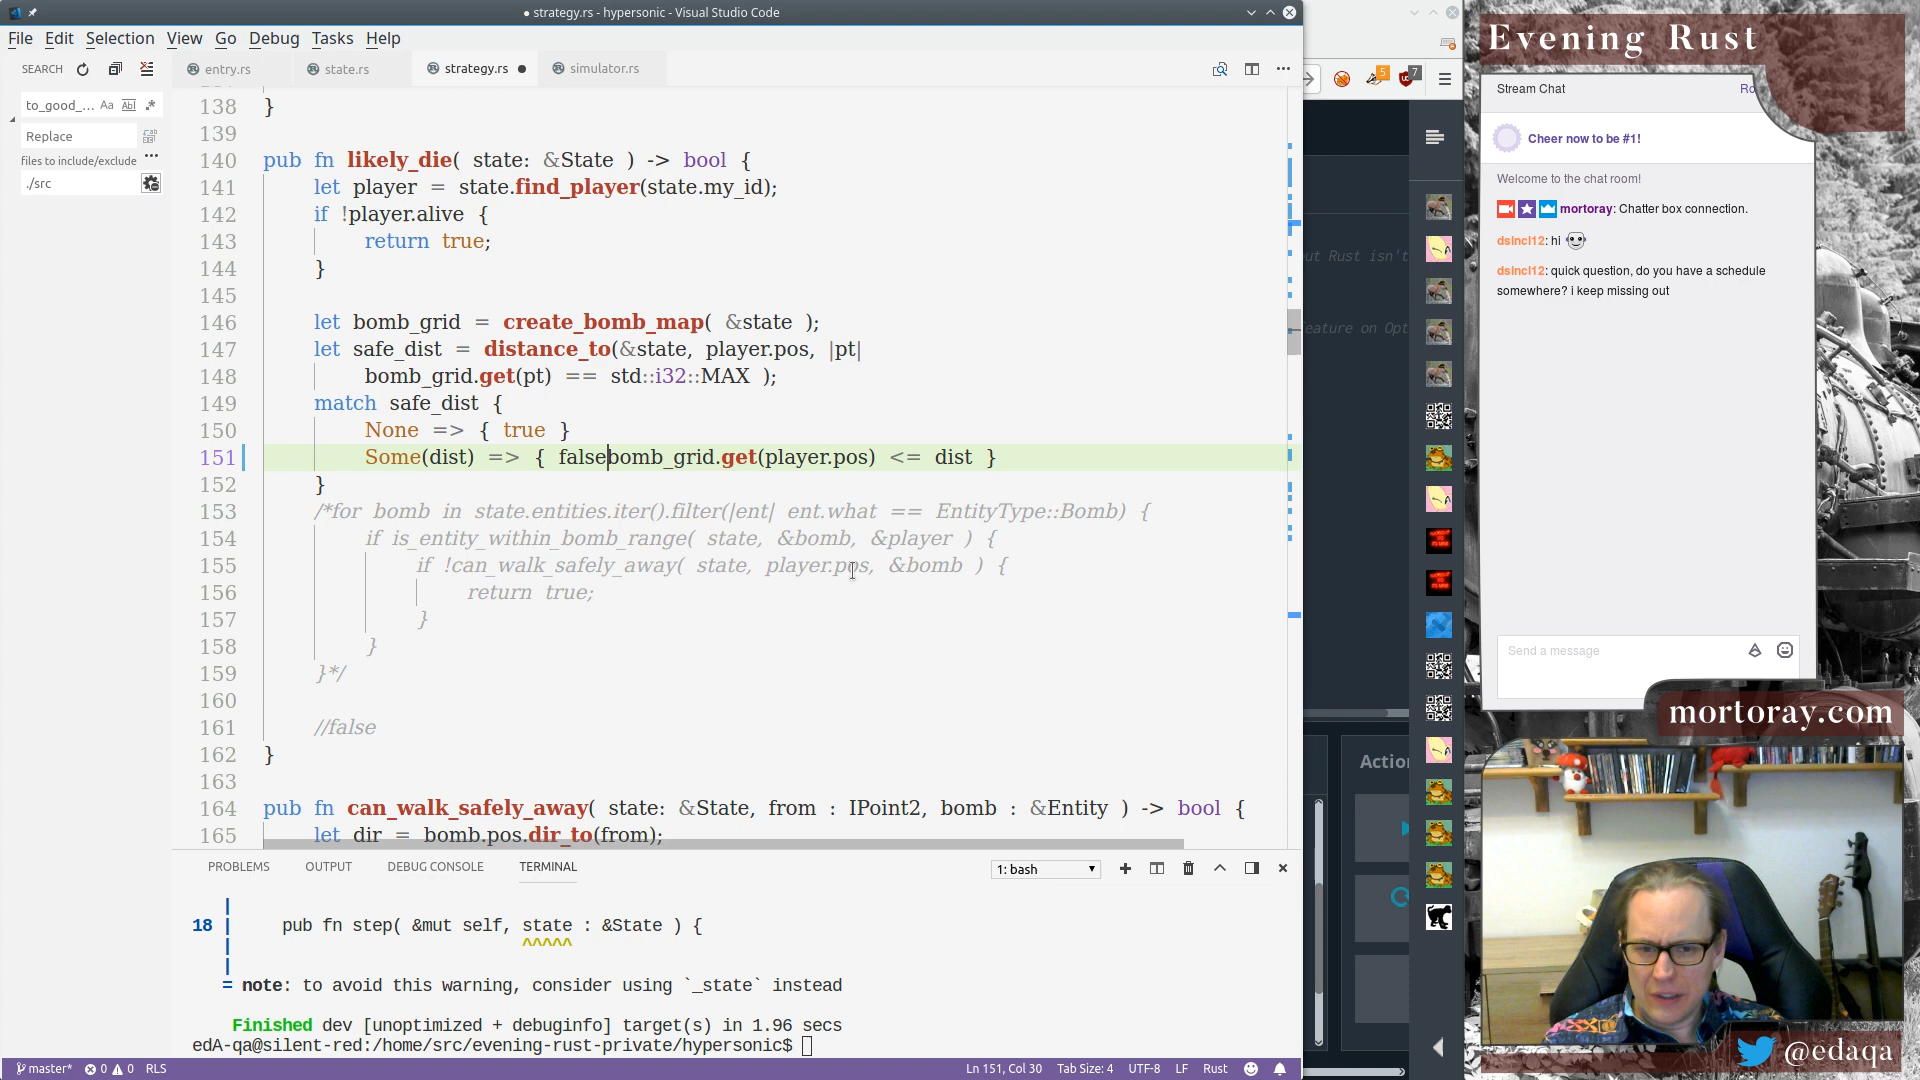 strategy.rs - hypersonic - Visual Studio Code
File Edit Selection View Go Debug Tasks Help
SEARCH
entry.rs
state.rs
strategy.rs
simulator.rs
to_good_...
Aa
Abl
.*
Replace
files to include/exclude
...
./src
138 }
139
140 pub fn likely_die( state: &State ) -> bool {
141 let player = state.find_player(state.my_id);
142 if !player.alive {
143 return true;
144 }
145
146 let bomb_grid = create_bomb_map( &state );
147 let safe_dist = distance_to(&state, player.pos, |pt|
148 bomb_grid.get(pt) == std::i32::MAX );
149 match safe_dist {
150 None => { true }
151 Some(dist) => { falsebomb_grid.get(player.pos) <= dist }
152 }
153 /*for bomb in state.entities.iter().filter(|ent| ent.what == EntityType::Bomb) {
154 if is_entity_within_bomb_range( state, &bomb, &player ) {
155 if !can_walk_safely_away( state, player.pos, &bomb ) {
156 return true;
157 }
158 }
159 }*/
160
161 //false
162 }
163
164 pub fn can_walk_safely_away( state: &State, from : IPoint2, bomb : &Entity ) -> bool {
165 let dir = bomb.pos.dir_to(from);
PROBLEMS OUTPUT DEBUG CONSOLE TERMINAL
1: bash
|
18 | pub fn step( &mut self, state : &State ) {
| ^^^^^
|
= note: to avoid this warning, consider using `_state` instead
Finished dev [unoptimized + debuginfo] target(s) in 1.96 secs
edA-qa@silent-red:/home/src/evening-rust-private/hypersonic$
master* 0 0 RLS
Ln 151, Col 30 Tab Size: 4 UTF-8 LF Rust
5
7
ut Rust isn't
eature on Opt
Action
Evening Rust
Stream Chat
Ro
Cheer now to be #1!
Welcome to the chat room!
mortoray: Chatter box connection.
dsincl12: hi
dsincl12: quick question, do you have a schedule
somewhere? i keep missing out
Send a message
mortoray.com
@edaqa